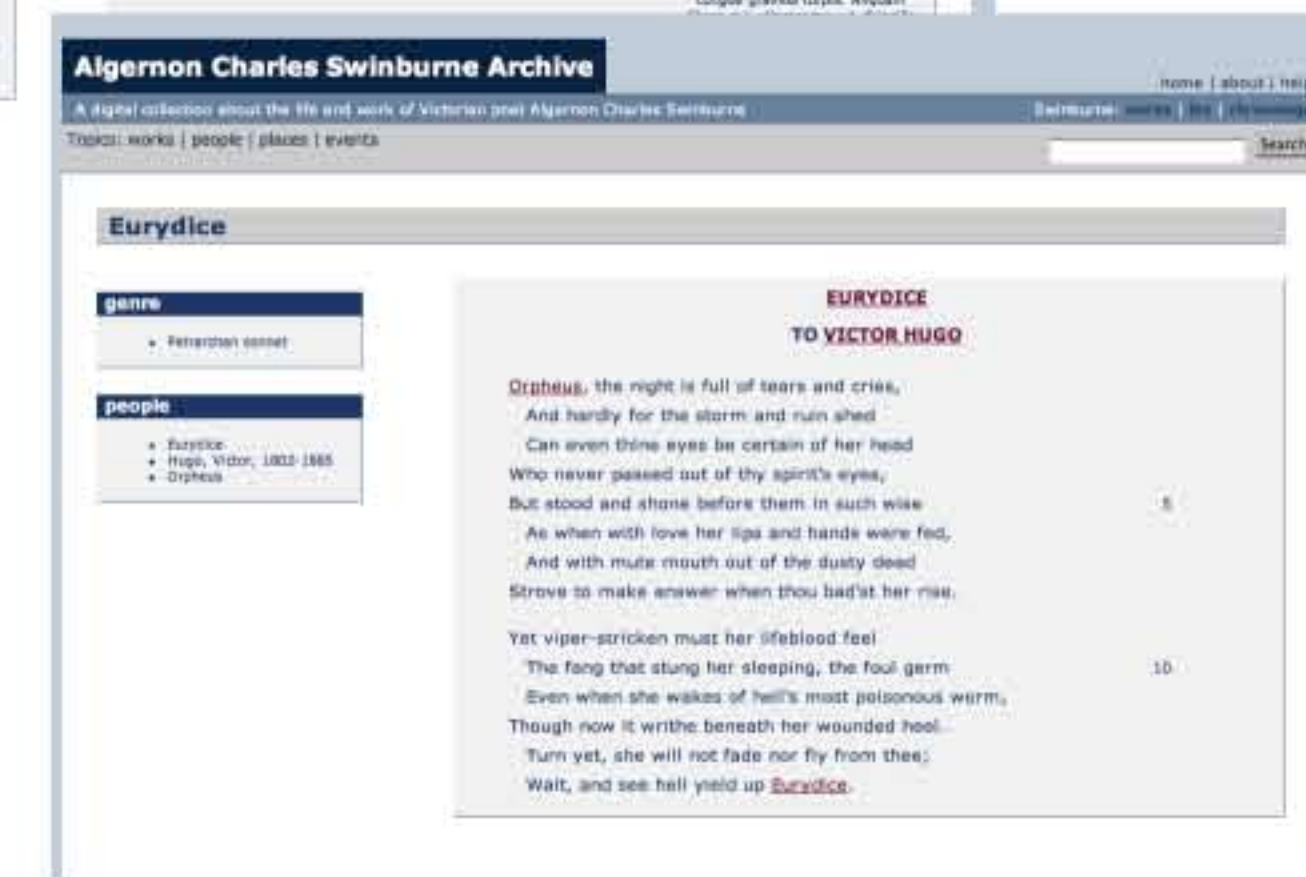 Algernon Charles Swinburne Archive
home | about | help
A digital collection about the life and work of Victorian poet Algernon Charles Swinburne
Swinburne: works | bio | chronology
Topics: works | people | places | events
Search
Eurydice
genre
Petrarchan sonnet
people
Eurydice
Hugo, Victor, 1802-1885
Orpheus
EURYDICE
TO VICTOR HUGO
Orpheus, the night is full of tears and cries,
And hardly for the storm and ruin shed
Can even thine eyes be certain of her head
Who never passed out of thy spirit's eyes,
But stood and shone before them in such wise
5
As when with love her lips and hands were fed,
And with mute mouth out of the dusty dead
Strove to make answer when thou bad'st her rise.
Yet viper-stricken must her lifeblood feel
The fang that stung her sleeping, the foul germ
10
Even when she wakes of hell's most poisonous worm,
Though now it writhe beneath her wounded heel.
Turn yet, she will not fade nor fly from thee;
Wait, and see hell yield up Eurydice.